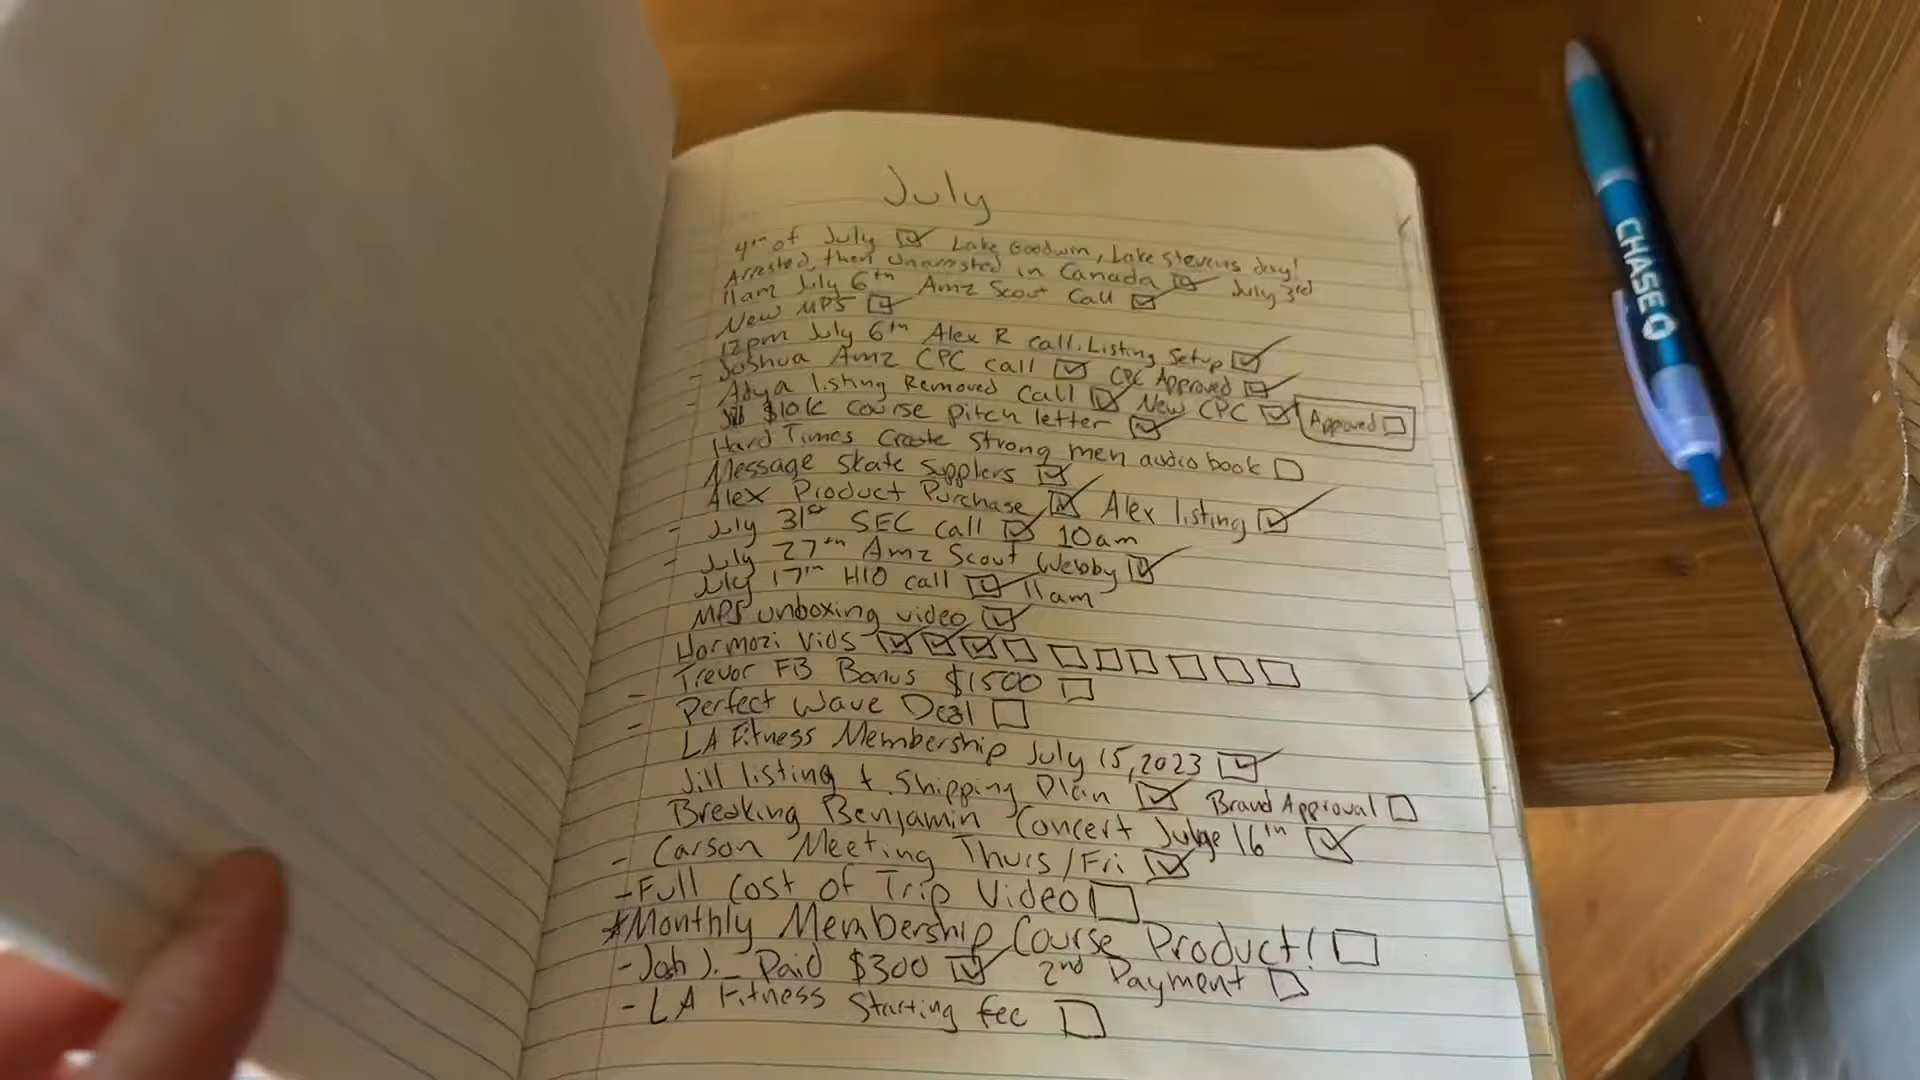 July
4th of July ☑ Lake Goodwin, Lake Stevens day!
Arrested, then Unarrested in Canada ☑ July 3rd
11am July 6th Amz Scout Call ☑
New MPS ☑
12pm July 6th Alex R call. Listing Setup ☑
- Joshua Amz CPC call ☑ CPC Approved ☑
- Adya listing Removed Call ☑ New CPC ☑ Approved ☐
$10k course pitch letter ☑
Hard Times Create Strong men audio book ☐
Message Skate Supplers ☑
Alex Product Purchase ☑ Alex listing ☑
- July 31st SEC call ☑ 10am
- July 27th Amz Scout Webby ☑
July 17th H10 call ☑ 11am
MPS unboxing video ☑
Hormozi Vids ☑ ☑ ☑ ☐ ☐ ☐ ☐ ☐ ☐ ☐
- Trevor FB Bonus $1500 ☐
- Perfect Wave Deal ☐
LA Fitness Membership July 15, 2023 ☑
Jill listing + Shipping Plan ☑ Brand Approval ☐
Breaking Benjamin Concert 16th ☑
- Carson Meeting Thurs/Fri ☑
- Full Cost of Trip Video ☐
*Monthly Membership Course Product! ☐
- Josh J. - Paid $300 ☑ 2nd Payment ☐
- LA Fitness Starting fee ☐
CHASE